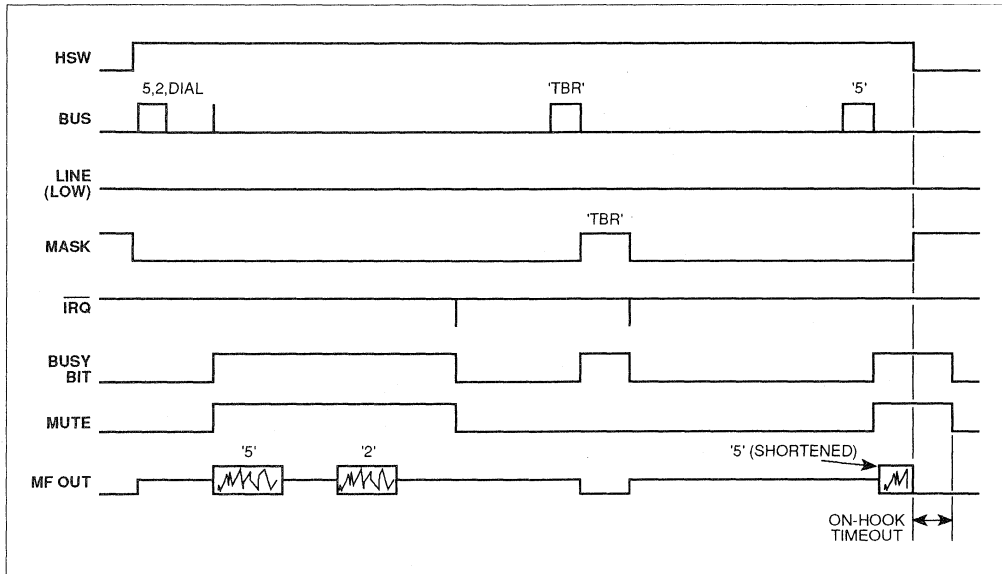 HSW
5,2,DIAL
'TBR'
'5'
BUS
LINE
(LOW)
'TBR'
MASK
IRQ
BUSY
BIT
MUTE
'5'
'2'
'5' (SHORTENED)
MF OUT
ON-HOOK
TIMEOUT